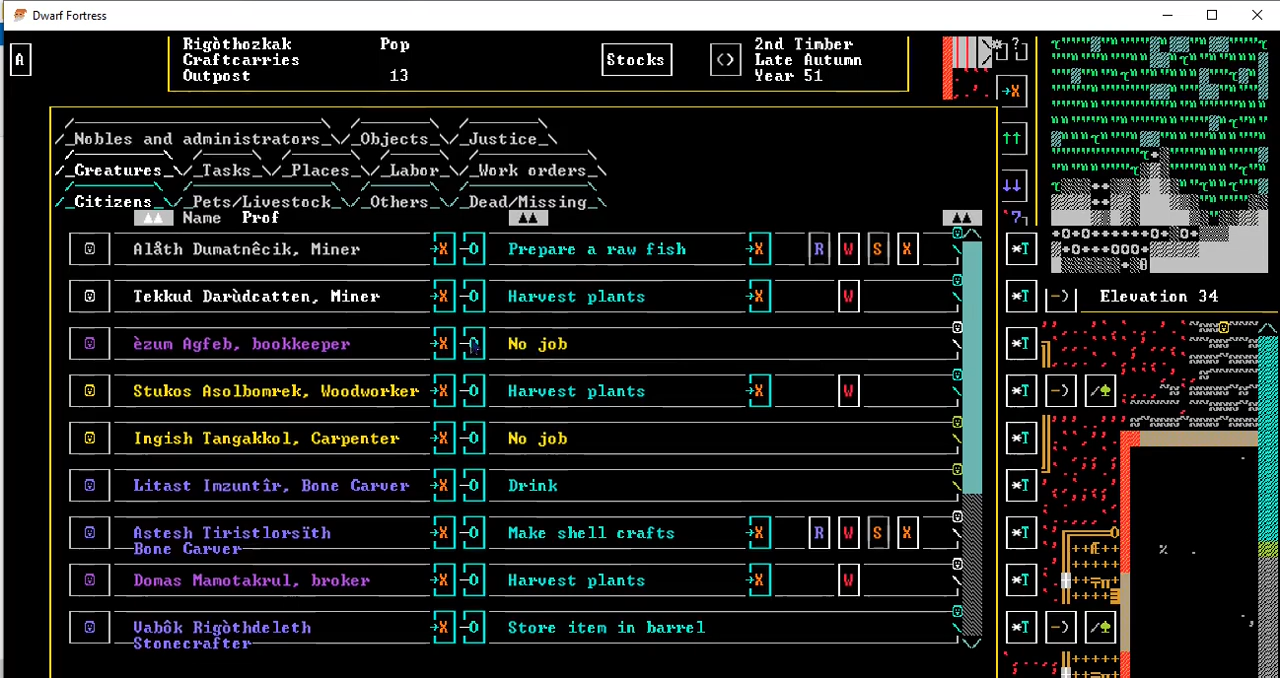 Dwarf Fortress
A
Rigòthozkak Pop
Craftcarries
Outpost 13
Stocks
2nd Timber
Late Autumn
Year 51
Nobles and administrators Objects Justice
Creatures Tasks Places Labor Work orders
Citizens Pets/Livestock Others Dead/Missing
Name Prof
Alåth Dumatnêcik, Miner Prepare a raw fish R W S X
Tekkud Darùdcatten, Miner Harvest plants W
èzum Agfeb, bookkeeper No job
Stukos Asolbomrek, Woodworker Harvest plants W
Ingish Tangakkol, Carpenter No job
Litast Imzuntîr, Bone Carver Drink
Astesh Tiristlorsïth Make shell crafts R W S X
Bone Carver
Domas Mamotakrul, broker Harvest plants W
Vabôk Rigòthdeleth Store item in barrel
Stonecrafter
Elevation 34